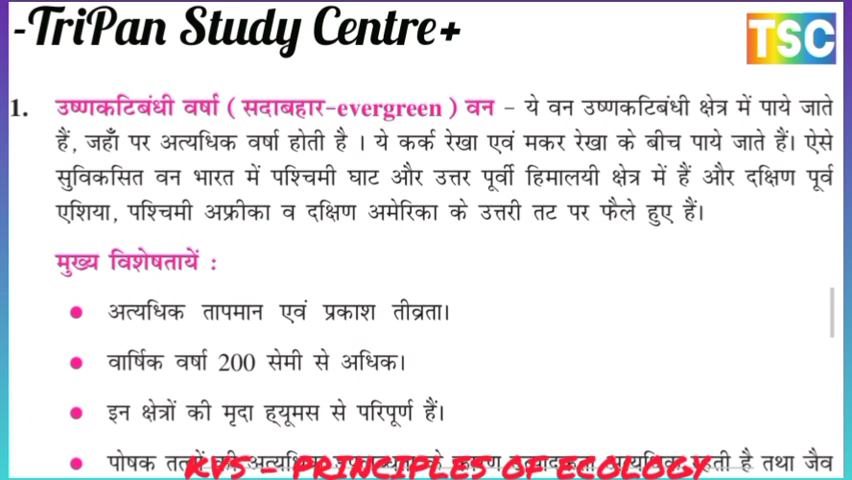 -TriPan Study Centre+
TSC
1. उष्णकटिबंधी वर्षा ( सदाबहार-evergreen ) वन - ये वन उष्णकटिबंधी क्षेत्र में पाये जाते
हैं, जहाँ पर अत्यधिक वर्षा होती है । ये कर्क रेखा एवं मकर रेखा के बीच पाये जाते हैं। ऐसे
सुविकसित वन भारत में पश्चिमी घाट और उत्तर पूर्वी हिमालयी क्षेत्र में हैं और दक्षिण पूर्व
एशिया, पश्चिमी अफ्रीका व दक्षिण अमेरिका के उत्तरी तट पर फैले हुए हैं।
मुख्य विशेषतायें :
• अत्यधिक तापमान एवं प्रकाश तीव्रता।
• वार्षिक वर्षा 200 सेमी से अधिक।
• इन क्षेत्रों की मृदा ह्यूमस से परिपूर्ण हैं।
• पोषक है तथा जैव
KVS - PRINCIPLES OF ECOLOGY